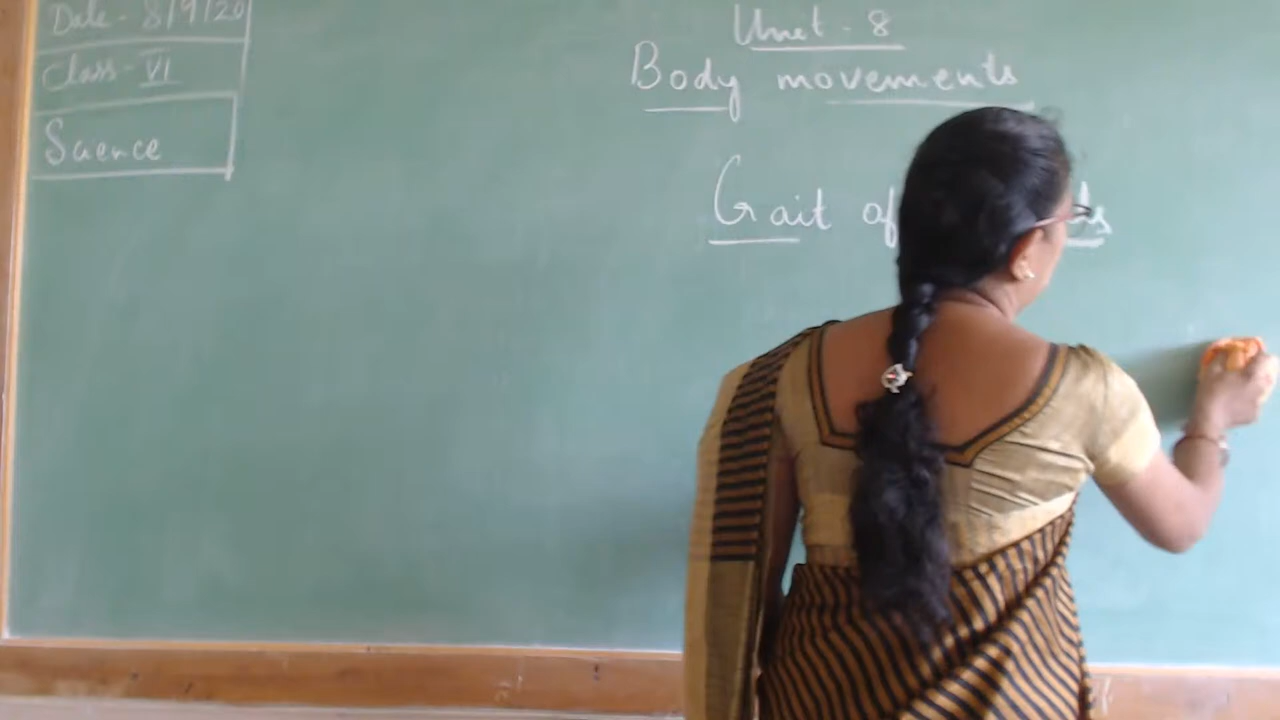 Date - 8/9/20
Class - VI
Science
Unit - 8
Body movements
Gait of